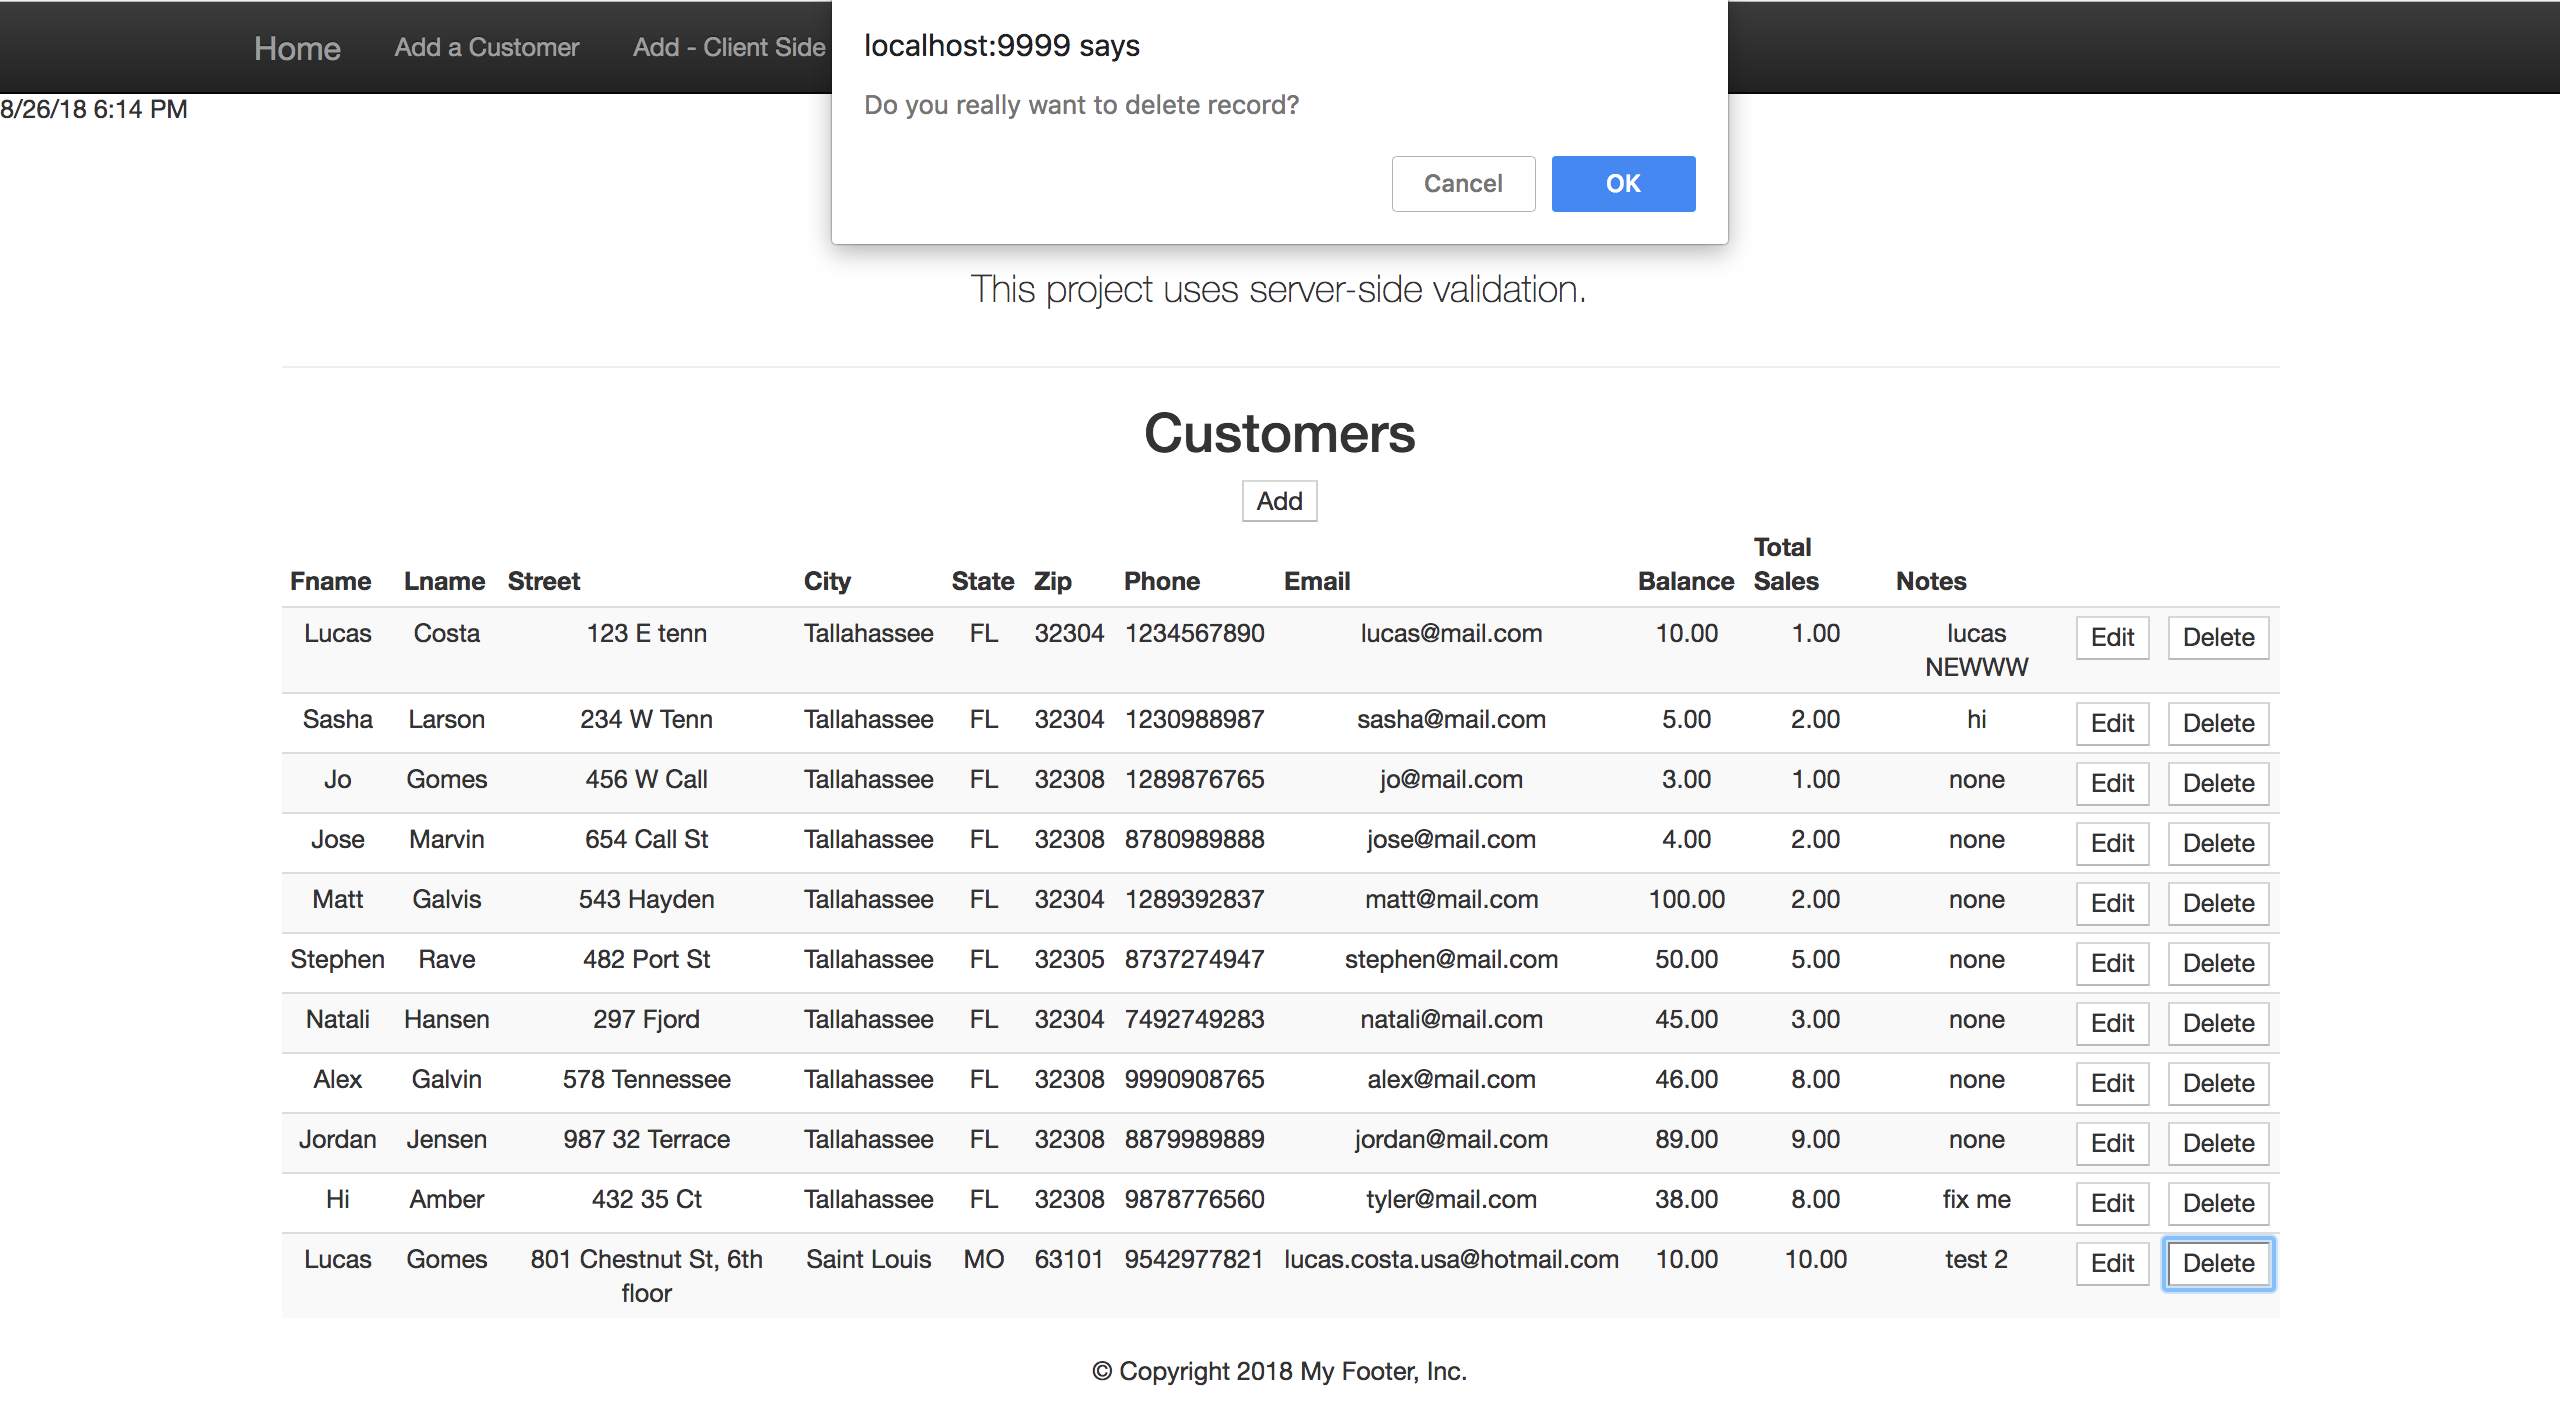 Home Add a Customer Add - Client Side
localhost:9999 says
Do you really want to delete record?
Cancel OK
8/26/18 6:14 PM
This project uses server-side validation.
Customers
Add
Fname Lname Street City State Zip Phone Email Balance Total Sales Notes
Lucas Costa 123 E tenn Tallahassee FL 32304 1234567890 lucas@mail.com 10.00 1.00 lucas NEWWW Edit Delete
Sasha Larson 234 W Tenn Tallahassee FL 32304 1230988987 sasha@mail.com 5.00 2.00 hi Edit Delete
Jo Gomes 456 W Call Tallahassee FL 32308 1289876765 jo@mail.com 3.00 1.00 none Edit Delete
Jose Marvin 654 Call St Tallahassee FL 32308 8780989888 jose@mail.com 4.00 2.00 none Edit Delete
Matt Galvis 543 Hayden Tallahassee FL 32304 1289392837 matt@mail.com 100.00 2.00 none Edit Delete
Stephen Rave 482 Port St Tallahassee FL 32305 8737274947 stephen@mail.com 50.00 5.00 none Edit Delete
Natali Hansen 297 Fjord Tallahassee FL 32304 7492749283 natali@mail.com 45.00 3.00 none Edit Delete
Alex Galvin 578 Tennessee Tallahassee FL 32308 9990908765 alex@mail.com 46.00 8.00 none Edit Delete
Jordan Jensen 987 32 Terrace Tallahassee FL 32308 8879989889 jordan@mail.com 89.00 9.00 none Edit Delete
Hi Amber 432 35 Ct Tallahassee FL 32308 9878776560 tyler@mail.com 38.00 8.00 fix me Edit Delete
Lucas Gomes 801 Chestnut St, 6th floor Saint Louis MO 63101 9542977821 lucas.costa.usa@hotmail.com 10.00 10.00 test 2 Edit Delete
© Copyright 2018 My Footer, Inc.